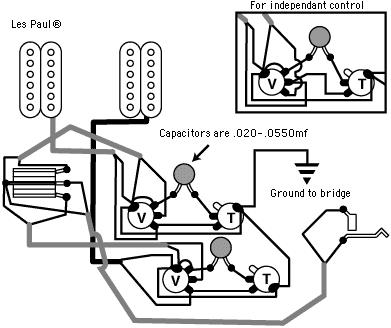 For independant control
Les Paul®
V
T
Capacitors are .020-.0550mf
V
T
Ground to bridge
V
T